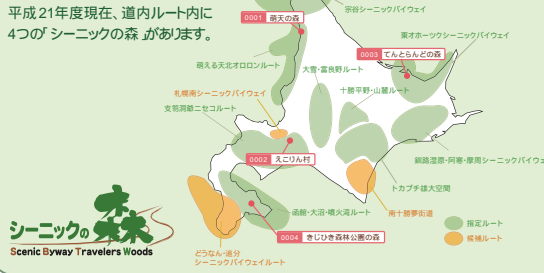 平成21年度現在、道内ルート内に
4つの「シーニックの森」があります。
宗谷シーニックバイウェイ
0001 萌天の森
東オホーツクシーニックバイウェイ
0003 てんとらんどの森
萌える天北オロロンルート
大雪・富良野ルート
札幌南シーニックバイウェイ
十勝平野・山麓ルート
支笏洞爺ニセコルート
0002 えこりん村
釧路湿原・阿寒・摩周シーニックバイウェ
トカプチ雄大空間
函館・大沼・噴火湾ルート
南十勝夢街道
指定ルート
候補ルート
0004 きじひき森林公園の森
どうなん・追分
シーニックバイウェイルート
シーニックの森
Scenic Byway Travelers Woods